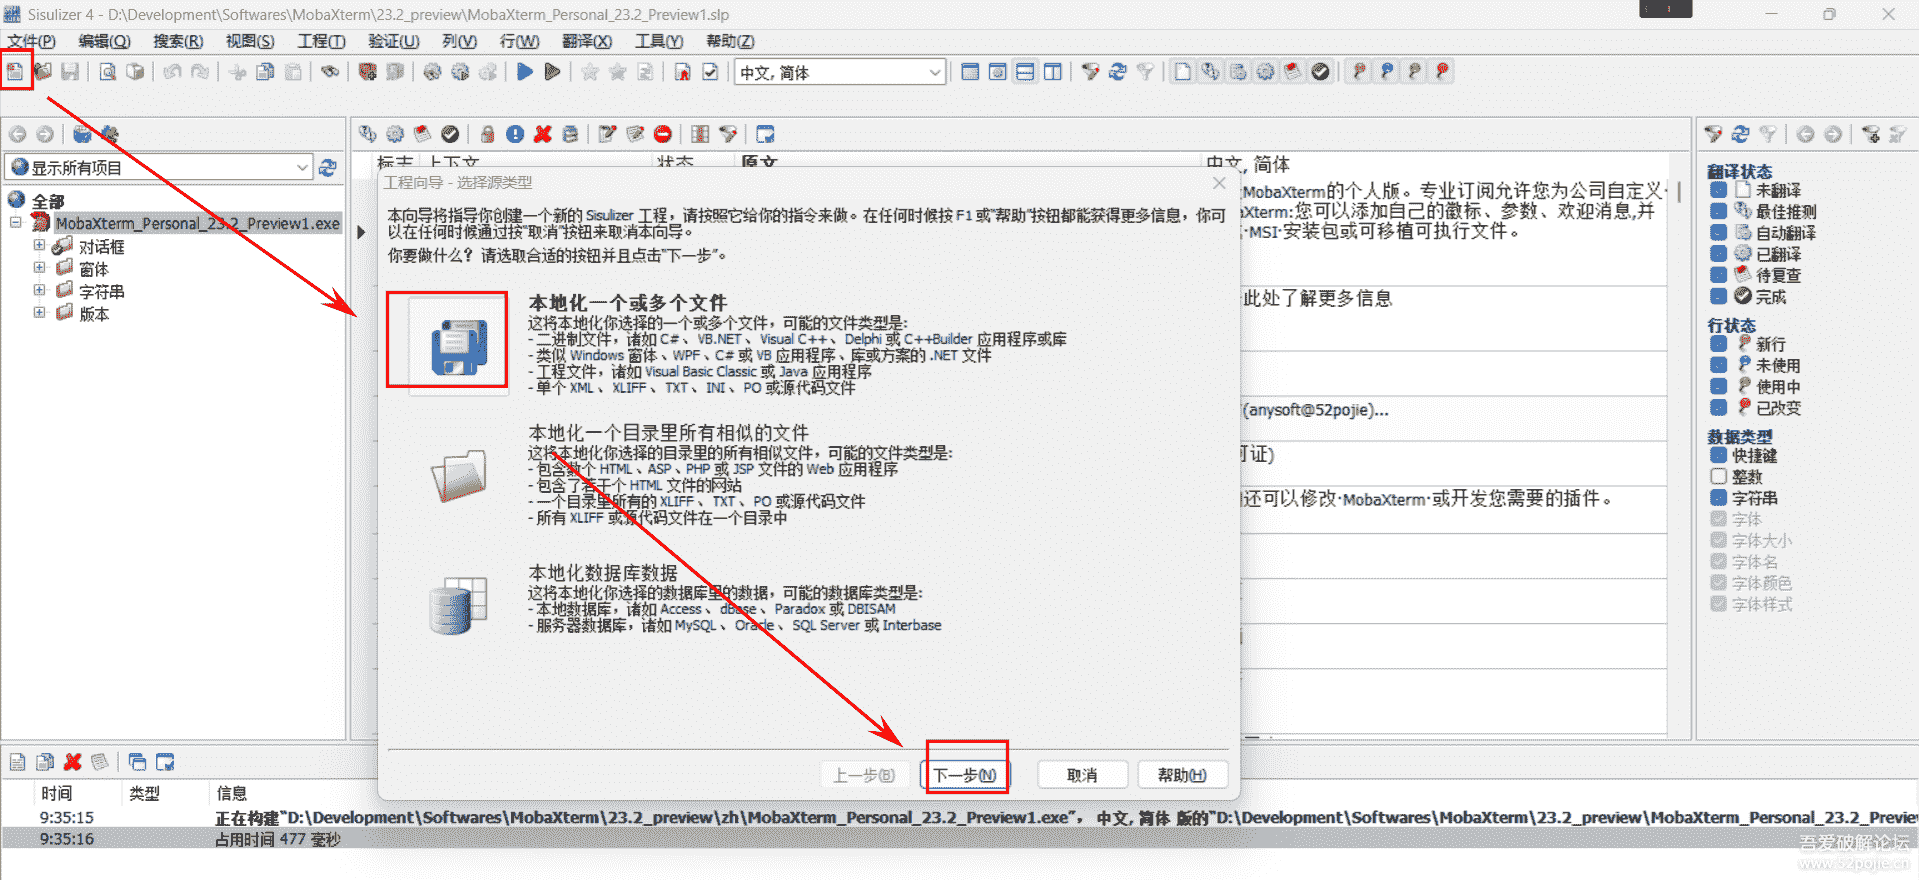 Sisulizer 4 - D:\Development\Softwares\MobaXterm\23.2_preview\MobaXterm_Personal_23.2_Preview1.slp
文件(P) 编辑(Q) 搜索(R) 视图(S) 工程(T) 验证(U) 列(V) 行(W) 翻译(X) 工具(Y) 帮助(Z)
中文, 简体
显示所有项目
全部
MobaXterm_Personal_23.2_Preview1.exe
对话框
窗体
字符串
版本
标志 上下文 状态 原文 中文, 简体
工程向导 - 选择源类型
本向导将指导你创建一个新的 Sisulizer 工程，请按照它给你的指令来做。在任何时候按 F1 或“帮助”按钮都能获得更多信息，你可
以在任何时候通过按“取消”按钮来取消本向导。
你要做什么？请选取合适的按钮并且点击“下一步”。
本地化一个或多个文件
这将本地化你选择的一个或多个文件，可能的文件类型是:
- 二进制文件，诸如 C#、VB.NET、Visual C++、Delphi 或 C++Builder 应用程序或库
- 类似 Windows 窗体、WPF、C# 或 VB 应用程序、库或方案的 .NET 文件
- 工程文件，诸如 Visual Basic Classic 或 Java 应用程序
- 单个 XML、XLIFF、TXT、INI、PO 或源代码文件
本地化一个目录里所有相似的文件
这将本地化你选择的目录里的所有相似文件，可能的文件类型是:
- 包含数个 HTML、ASP、PHP 或 JSP 文件的 Web 应用程序
- 包含了若干个 HTML 文件的网站
- 一个目录里所有的 XLIFF、TXT、PO 或源代码文件
- 所有 XLIFF 或源代码文件在一个目录中
本地化数据库数据
这将本地化你选择的数据库里的数据，可能的数据库类型是:
- 本地数据库，诸如 Access、dBase、Paradox 或 DBISAM
- 服务器数据库，诸如 MySQL、Oracle、SQL Server 或 Interbase
上一步(B) 下一步(N) 取消 帮助(H)
MobaXterm的个人版。专业订阅允许您为公司自定义
aXterm:您可以添加自己的徽标、参数、欢迎消息,并
·MSI·安装包或可移植可执行文件。
此处了解更多信息
(anysoft@52pojie)...
可证)
还可以修改·MobaXterm·或开发您需要的插件。
翻译状态
未翻译
最佳推测
自动翻译
已翻译
待复查
完成
行状态
新行
未使用
使用中
已改变
数据类型
快捷键
整数
字符串
字体
字体大小
字体名
字体颜色
字体样式
时间 类型 信息
9:35:15 正在构建“D:\Development\Softwares\MobaXterm\23.2_preview\zh\MobaXterm_Personal_23.2_Preview1.exe”， 中文, 简体 版的“D:\Development\Softwares\MobaXterm\23.2_preview\MobaXterm_Personal_23.2_Previe
9:35:16 占用时间 477 毫秒
吾爱破解论坛
www.52pojie.cn